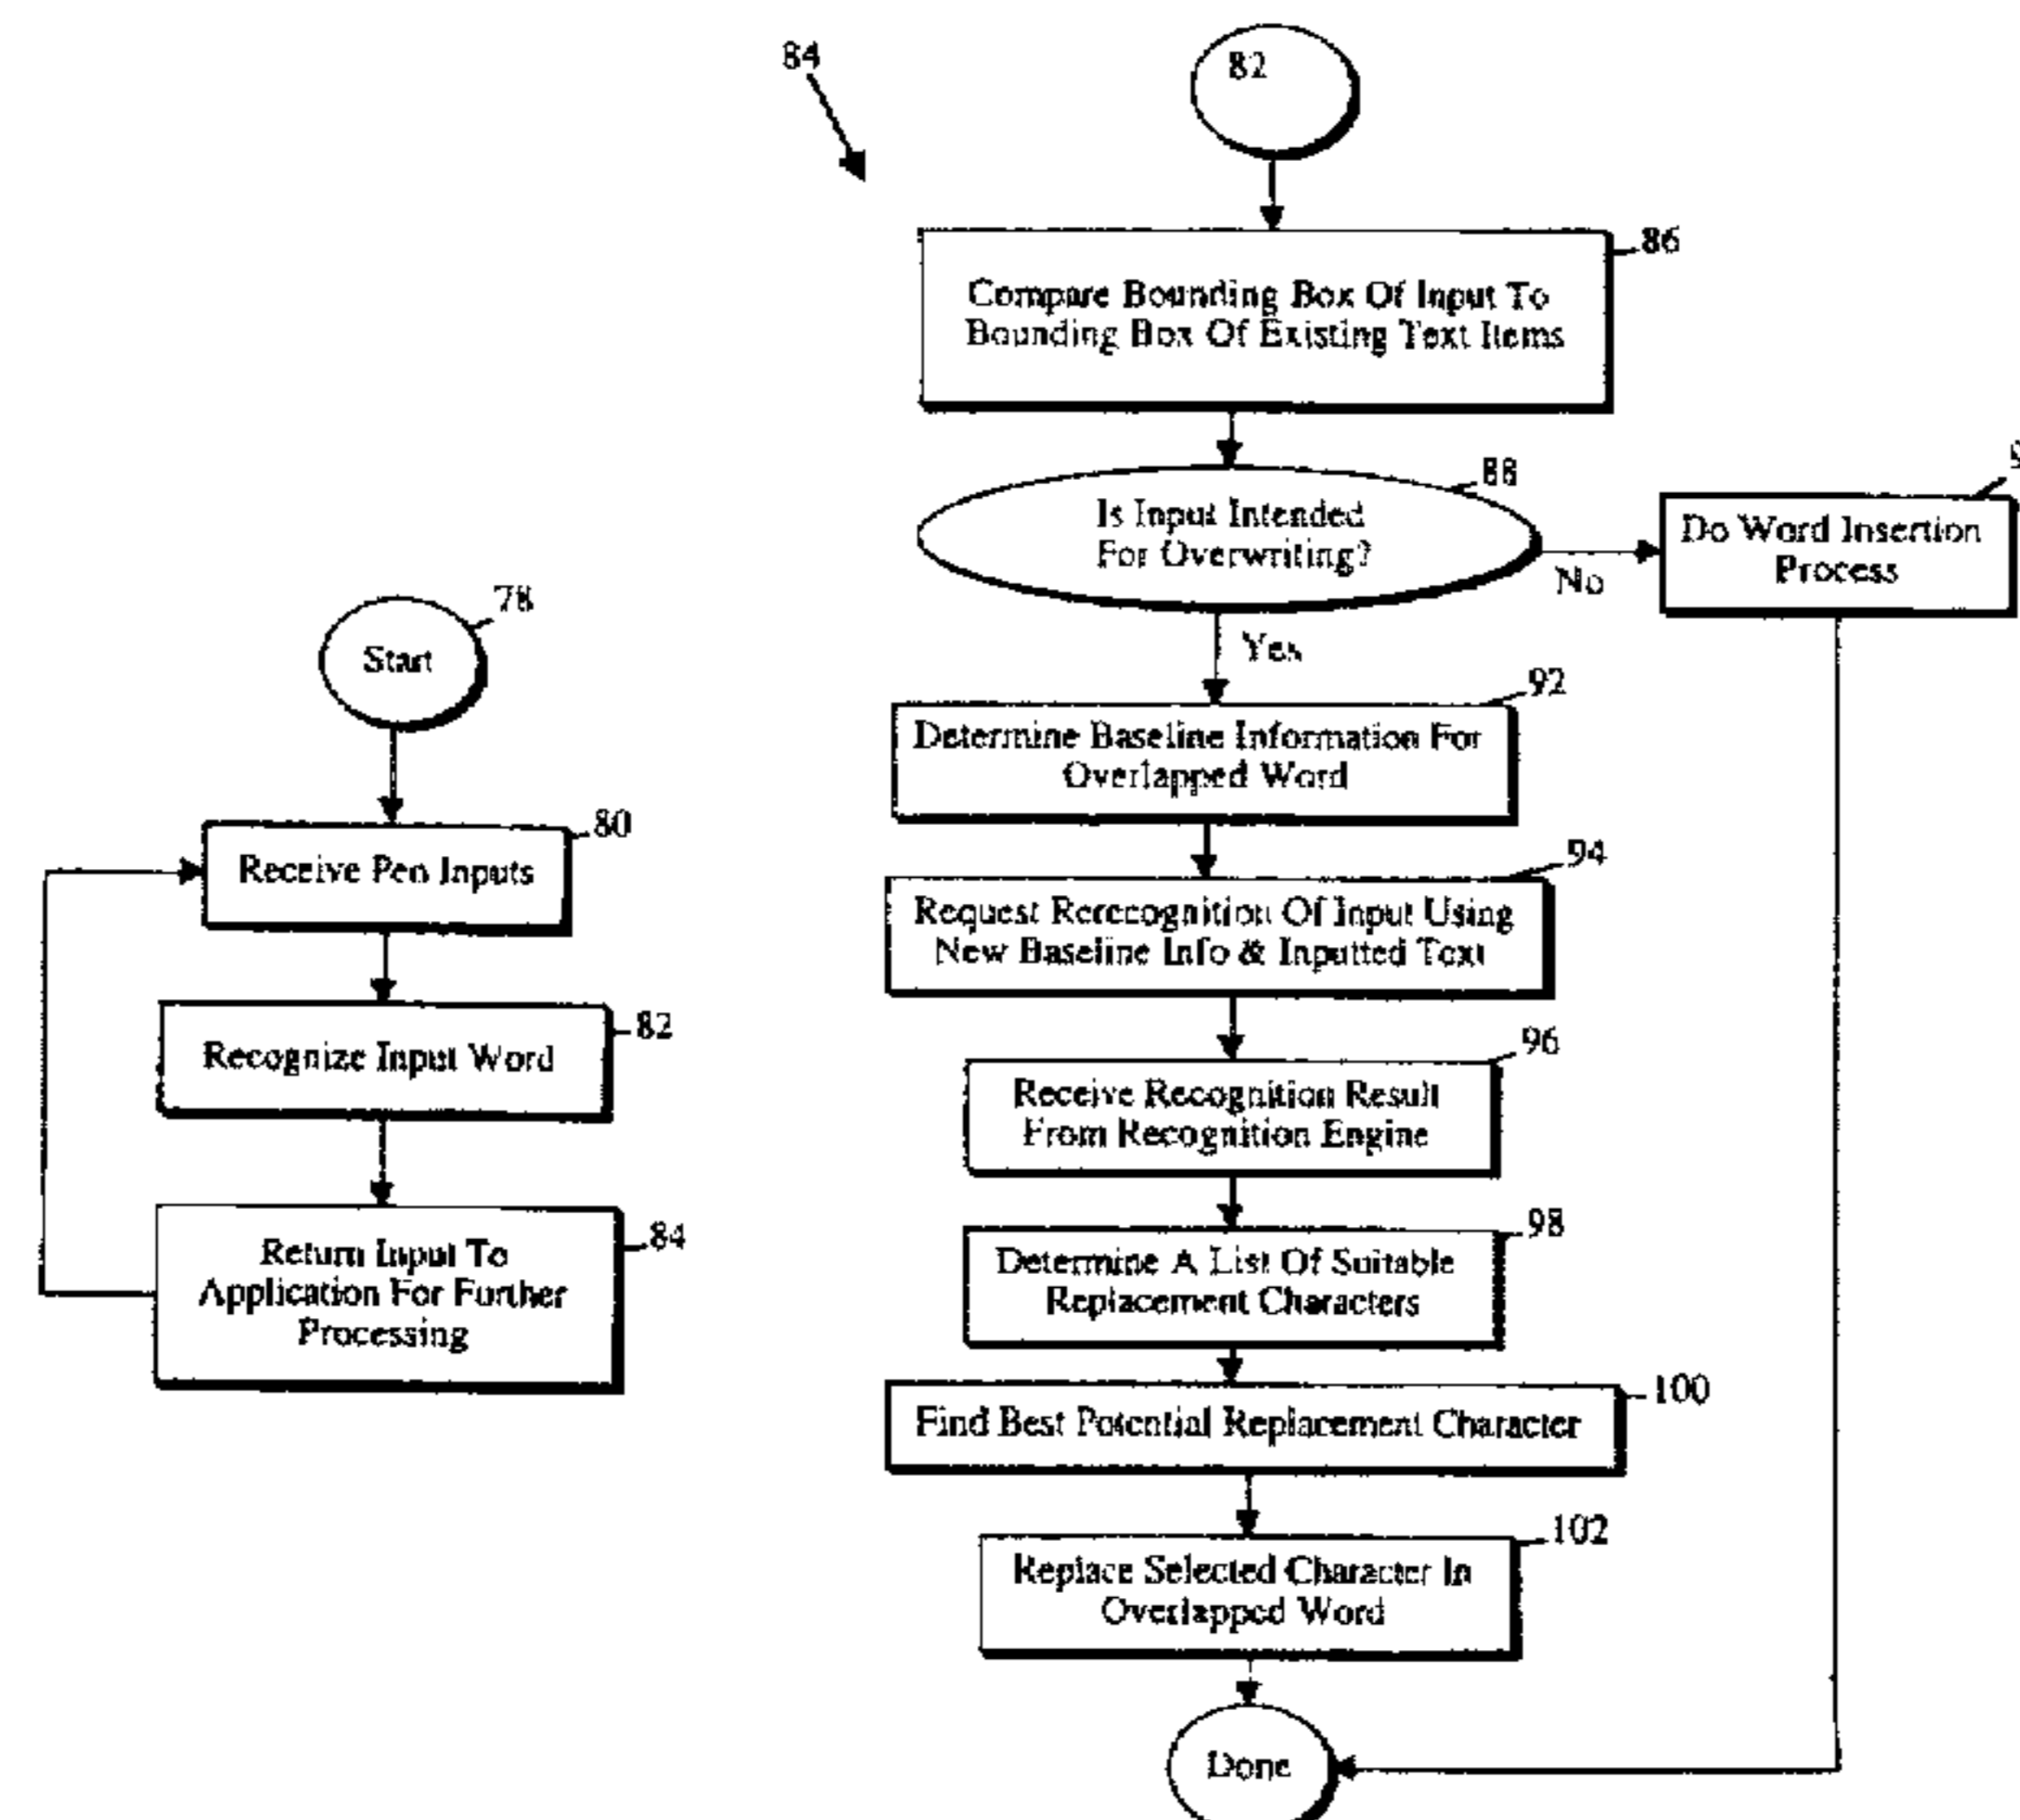 78
Start
80
Receive Pen Inputs
82
Recognize Input Word
84
Return Input To
Application For Further
Processing
84
82
86
Compare Bounding Box Of Input To
Bounding Box Of Existing Text Items
88
Is Input Intended
For Overwriting?
No
Do Word Insertion
Process
Yes
92
Determine Baseline Information For
Overlapped Word
94
Request Rerecognition Of Input Using
New Baseline Info & Inputted Text
96
Receive Recognition Result
From Recognition Engine
98
Determine A List Of Suitable
Replacement Characters
100
Find Best Potential Replacement Character
102
Replace Selected Character In
Overlapped Word
Done